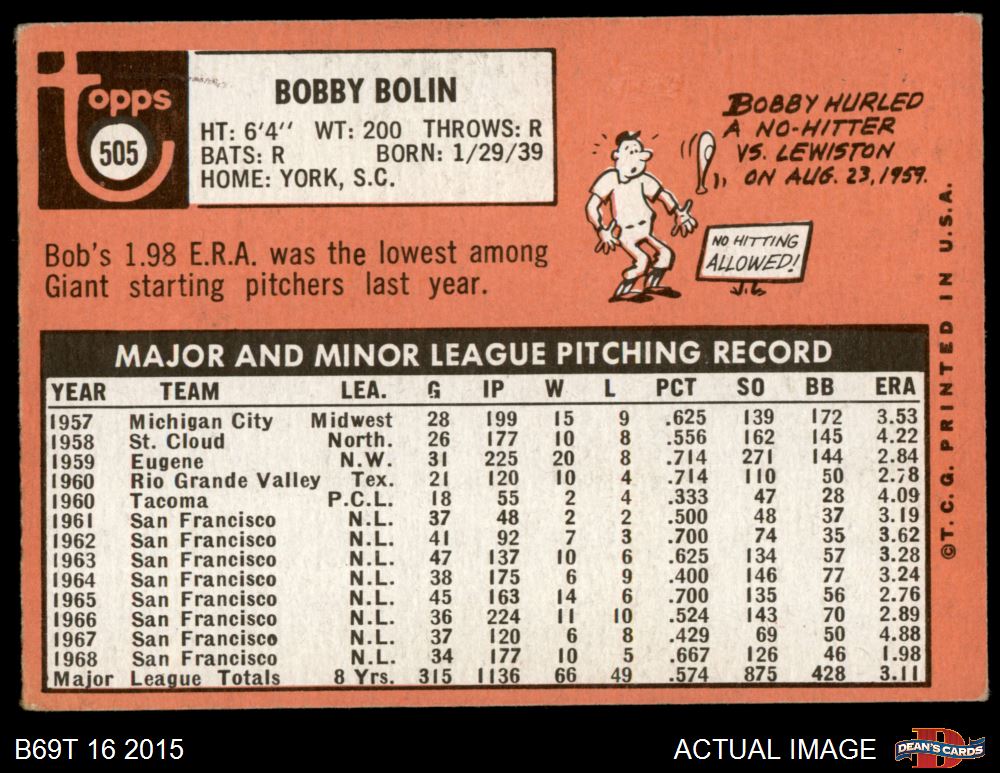 Topps
505
BOBBY BOLIN
HT: 6'4'' WT: 200 THROWS: R
BATS: R BORN: 1/29/39
HOME: YORK, S.C.
BOBBY HURLED
A NO-HITTER
VS. LEWISTON
ON AUG. 23, 1959.
NO HITTING
ALLOWED!
Bob's 1.98 E.R.A. was the lowest among
Giant starting pitchers last year.
MAJOR AND MINOR LEAGUE PITCHING RECORD
YEAR TEAM LEA. G IP W L PCT SO BB ERA
1957 Michigan City Midwest 28 199 15 9 .625 139 172 3.53
1958 St. Cloud North. 26 177 10 8 .556 162 145 4.22
1959 Eugene N.W. 31 225 20 8 .714 271 144 2.84
1960 Rio Grande Valley Tex. 21 120 10 4 .714 110 50 2.78
1960 Tacoma P.C.L. 18 55 2 4 .333 47 28 4.09
1961 San Francisco N.L. 37 48 2 2 .500 48 37 3.19
1962 San Francisco N.L. 41 92 7 3 .700 74 35 3.62
1963 San Francisco N.L. 47 137 10 6 .625 134 57 3.28
1964 San Francisco N.L. 38 175 6 9 .400 146 77 3.24
1965 San Francisco N.L. 45 163 14 6 .700 135 56 2.76
1966 San Francisco N.L. 36 224 11 10 .524 143 70 2.89
1967 San Francisco N.L. 37 120 6 8 .429 69 50 4.88
1968 San Francisco N.L. 34 177 10 5 .667 126 46 1.98
Major League Totals 8 Yrs. 315 1136 66 49 .574 875 428 3.11
©T.C.G. PRINTED IN U.S.A.
B69T 16 2015
ACTUAL IMAGE
DEAN'S CARDS